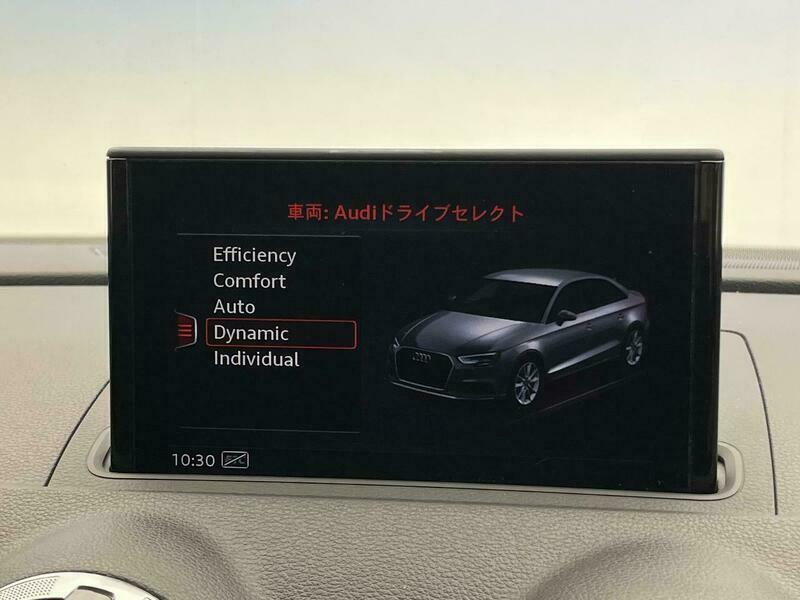 車両: Audiドライブセレクト
Efficiency
Comfort
Auto
Dynamic
Individual
10:30 ETC